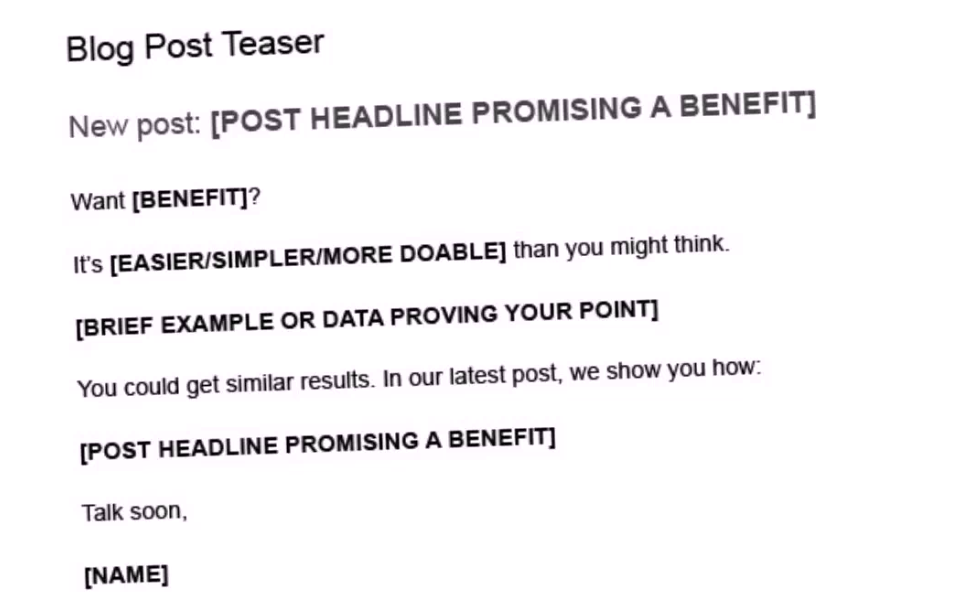 Blog Post Teaser
New post: [POST HEADLINE PROMISING A BENEFIT]
Want [BENEFIT]?
It's [EASIER/SIMPLER/MORE DOABLE] than you might think.
[BRIEF EXAMPLE OR DATA PROVING YOUR POINT]
You could get similar results. In our latest post, we show you how:
[POST HEADLINE PROMISING A BENEFIT]
Talk soon,
[NAME]